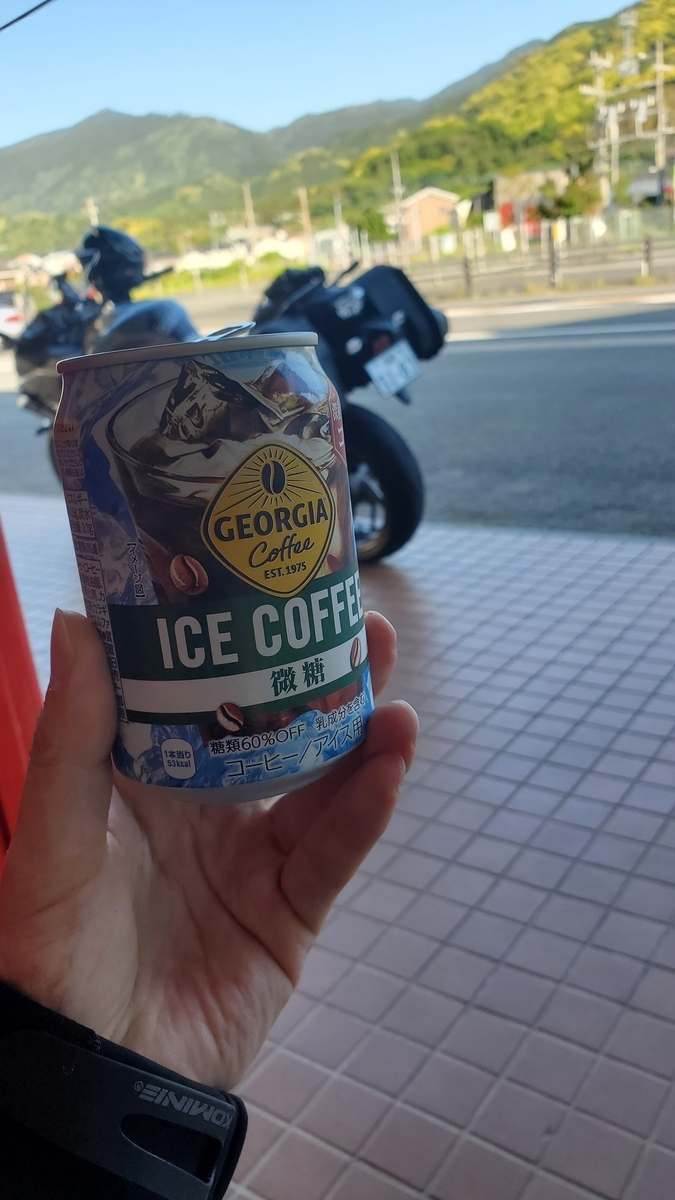 GEORGIA
Coffee
EST. 1975
ICE COFFEE
微糖
糖類60%OFF 乳成分を含む
コーヒー/アイス用
1本当り
53kcal
【イメージ図】
KOMINE®